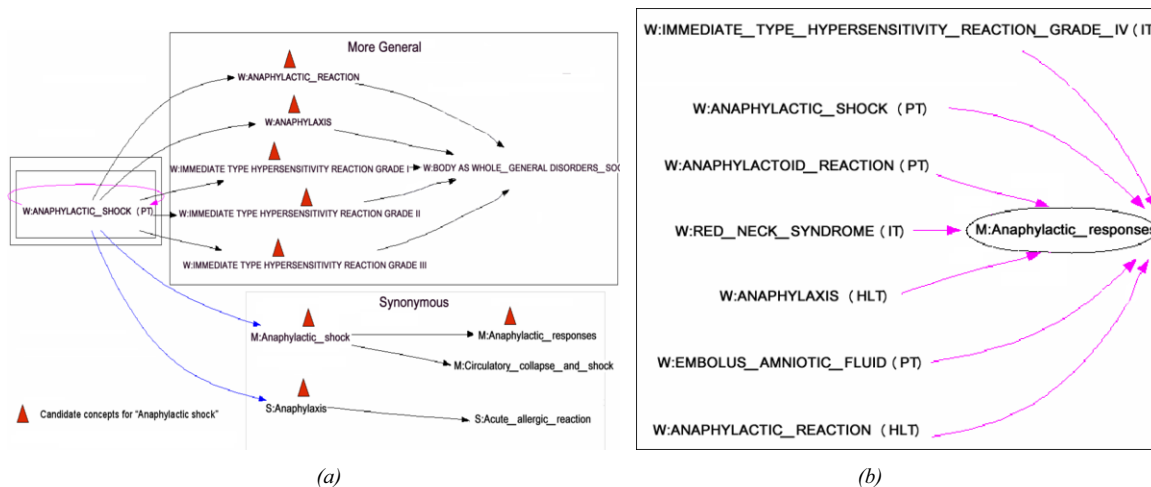 More General
W:ANAPHYLACTIC__REACTION
W:ANAPHYLAXIS
W:IMMEDIATE TYPE HYPERSENSITIVITY REACTION GRADE I
W:BODY AS WHOLE__GENERAL DISORDERS__SOC
W:ANAPHYLACTIC__SHOCK (PT)
W:IMMEDIATE TYPE HYPERSENSITIVITY REACTION GRADE II
W:IMMEDIATE TYPE HYPERSENSITIVITY REACTION GRADE III
Synonymous
M:Anaphylactic__shock
M:Anaphylactic__responses
M:Circulatory__collapse__and__shock
S:Anaphylaxis
S:Acute__allergic__reaction
Candidate concepts for "Anaphylactic shock"
(a)
W:IMMEDIATE__TYPE__HYPERSENSITIVITY__REACTION__GRADE__IV (IT)
W:ANAPHYLACTIC__SHOCK (PT)
W:ANAPHYLACTOID__REACTION (PT)
W:RED__NECK__SYNDROME (IT)
M:Anaphylactic__responses
W:ANAPHYLAXIS (HLT)
W:EMBOLUS__AMNIOTIC__FLUID (PT)
W:ANAPHYLACTIC__REACTION (HLT)
(b)